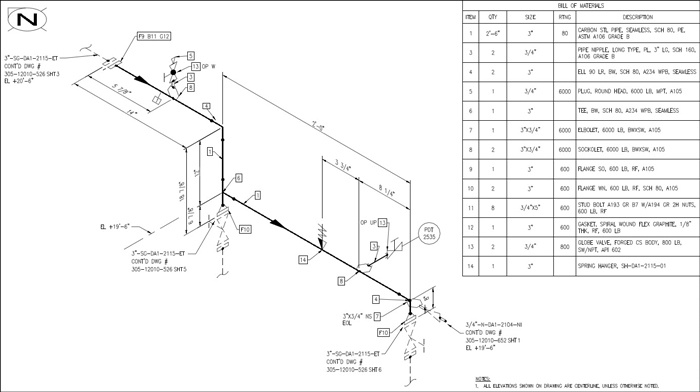 N
F9 B11 G12
3"-SG-DA1-2115-ET
CONT'D DWG #
305-12010-526 SHT3
EL +20'-6"
5
13 OP W
3
8
5 7/8"
14"
4
1
6
1
F10
EL +19'-6"
3"-SG-DA1-2115-ET
CONT'D DWG #
305-12010-526 SHT5
3 3/4"
8 1/4"
OP UP 13
PDT
2535
3
14
8
4
7
3"X3/4" NS
EOL
F10
3/4"-N-DA1-2104-NI
CONT'D DWG #
305-12010-652 SHT1
EL +19'-6"
3"-SG-DA1-2115-ET
CONT'D DWG #
305-12010-526 SHT6
BILL OF MATERIALS
ITEM QTY SIZE RTNG DESCRIPTION
1 2'-6" 3" 80 CARBON STL PIPE, SEAMLESS, SCH 80, PE,
ASTM A106 GRADE B
3 2 3/4" PIPE NIPPLE, LONG TYPE, PL, 3" LG, SCH 160,
A106 GRADE B
4 2 3" ELL 90 LR, BW, SCH 80, A234 WPB, SEAMLESS
5 1 3/4" 6000 PLUG, ROUND HEAD, 6000 LB, MPT, A105
6 1 3" TEE, BW, SCH 80, A234 WPB, SEAMLESS
7 1 3"X3/4" 6000 ELBOLET, 6000 LB, BWXSW, A105
8 2 3"X3/4" 6000 SOCKOLET, 6000 LB, BWXSW, A105
9 1 3" 600 FLANGE SO, 600 LB, RF, A105
10 2 3" 600 FLANGE WN, 600 LB, RF, SCH 80, A105
11 8 3/4"X5" 600 STUD BOLT A193 GR B7 W/A194 GR 2H NUTS,
600 LB, RF
12 1 3" 600 GASKET, SPIRAL WOUND FLEX GRAPHITE, 1/8"
THK, RF, 600 LB
13 2 3/4" 800 GLOBE VALVE, FORGED CS BODY, 800 LB,
SW/NPT, API 602
14 1 3" SPRING HANGER, SH-DA1-2115-01
NOTES:
1. ALL ELEVATIONS SHOWN ON DRAWING ARE CENTERLINE, UNLESS OTHERWISE NOTED.